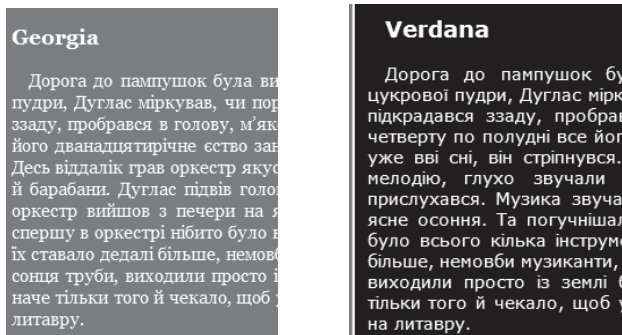 Georgia
Дорога до пампушок була ви
пудри, Дуглас міркував, чи пор
ззаду, пробрався в голову, м’як
його дванадцятирічне єство зан
Десь віддалік грав оркестр якус
й барабани. Дуглас підвів голо
оркестр вийшов з печери на я
спершу в оркестрі нібито було в
їх ставало дедалі більше, немовб
сонця труби, виходили просто і
наче тільки того й чекало, щоб у
литавру.
Verdana
Дорога до пампушок бу
цукрової пудри, Дуглас мірк
підкрадався ззаду, пробрав
четверту по полудні все йог
уже вві сні, він стріпнувся.
мелодію, глухо звучали
прислухався. Музика звуча
ясне осоння. Та погучнішал
було всього кілька інструме
більше, немовби музиканти,
виходили просто із землі б
тільки того й чекало, щоб у
на литавру.